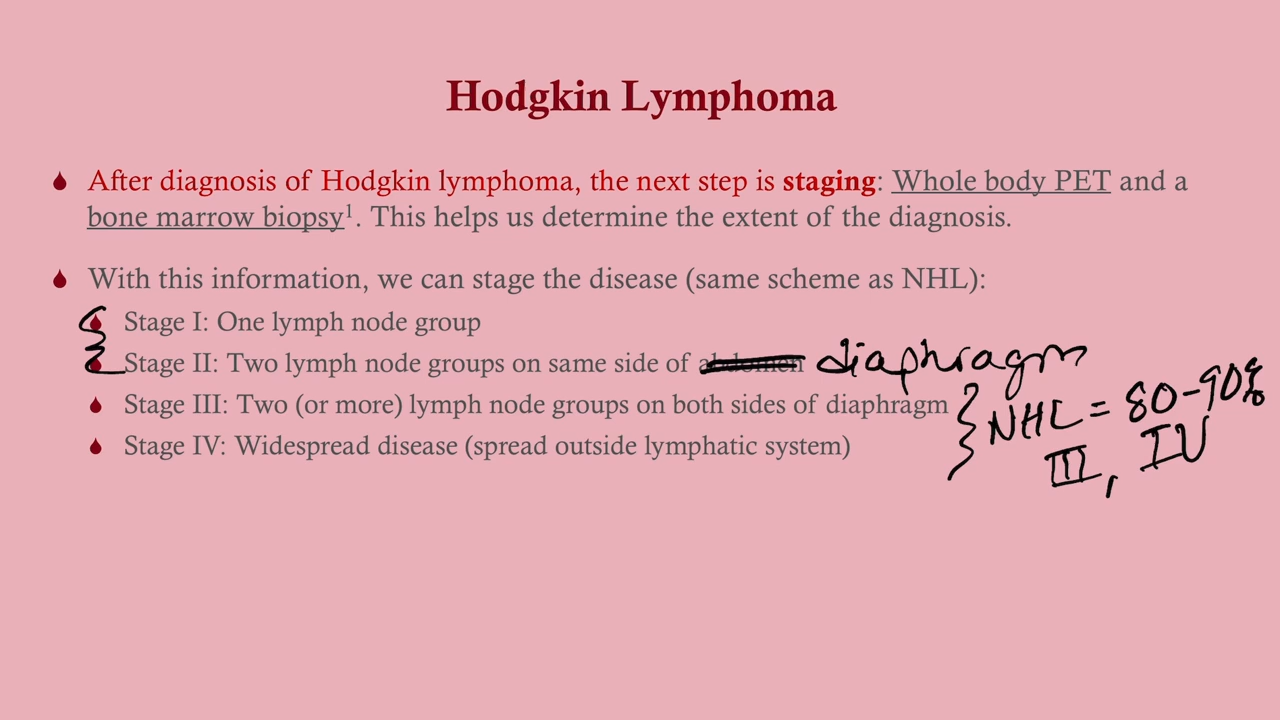 Hodgkin Lymphoma
After diagnosis of Hodgkin lymphoma, the next step is staging: Whole body PET and a
bone marrow biopsy1. This helps us determine the extent of the diagnosis.
With this information, we can stage the disease (same scheme as NHL):
Stage I: One lymph node group
Stage II: Two lymph node groups on same side of abdomen diaphragm
Stage III: Two (or more) lymph node groups on both sides of diaphragm
NHL = 80-90%
Stage IV: Widespread disease (spread outside lymphatic system)
III, IV